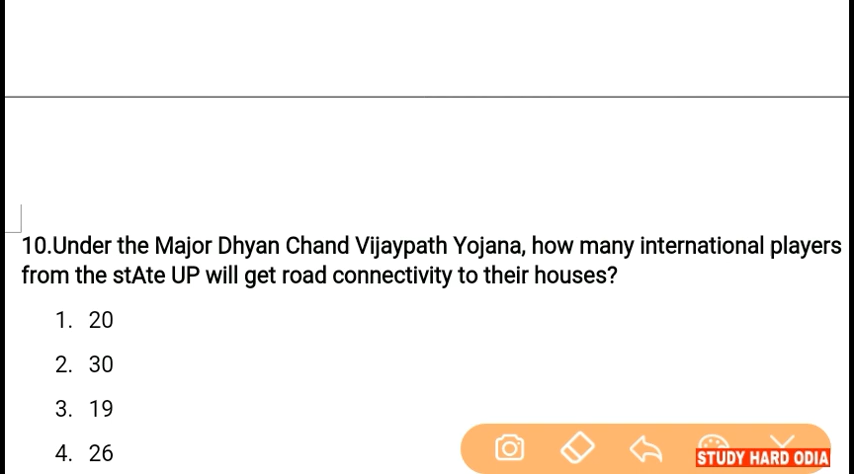 10.Under the Major Dhyan Chand Vijaypath Yojana, how many international players
from the stAte UP will get road connectivity to their houses?
1. 20
2. 30
3. 19
4. 26
STUDY HARD ODIA